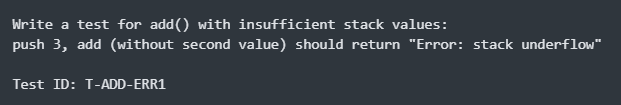 Write a test for add() with insufficient stack values:
push 3, add (without second value) should return "Error: stack underflow"
Test ID: T-ADD-ERR1